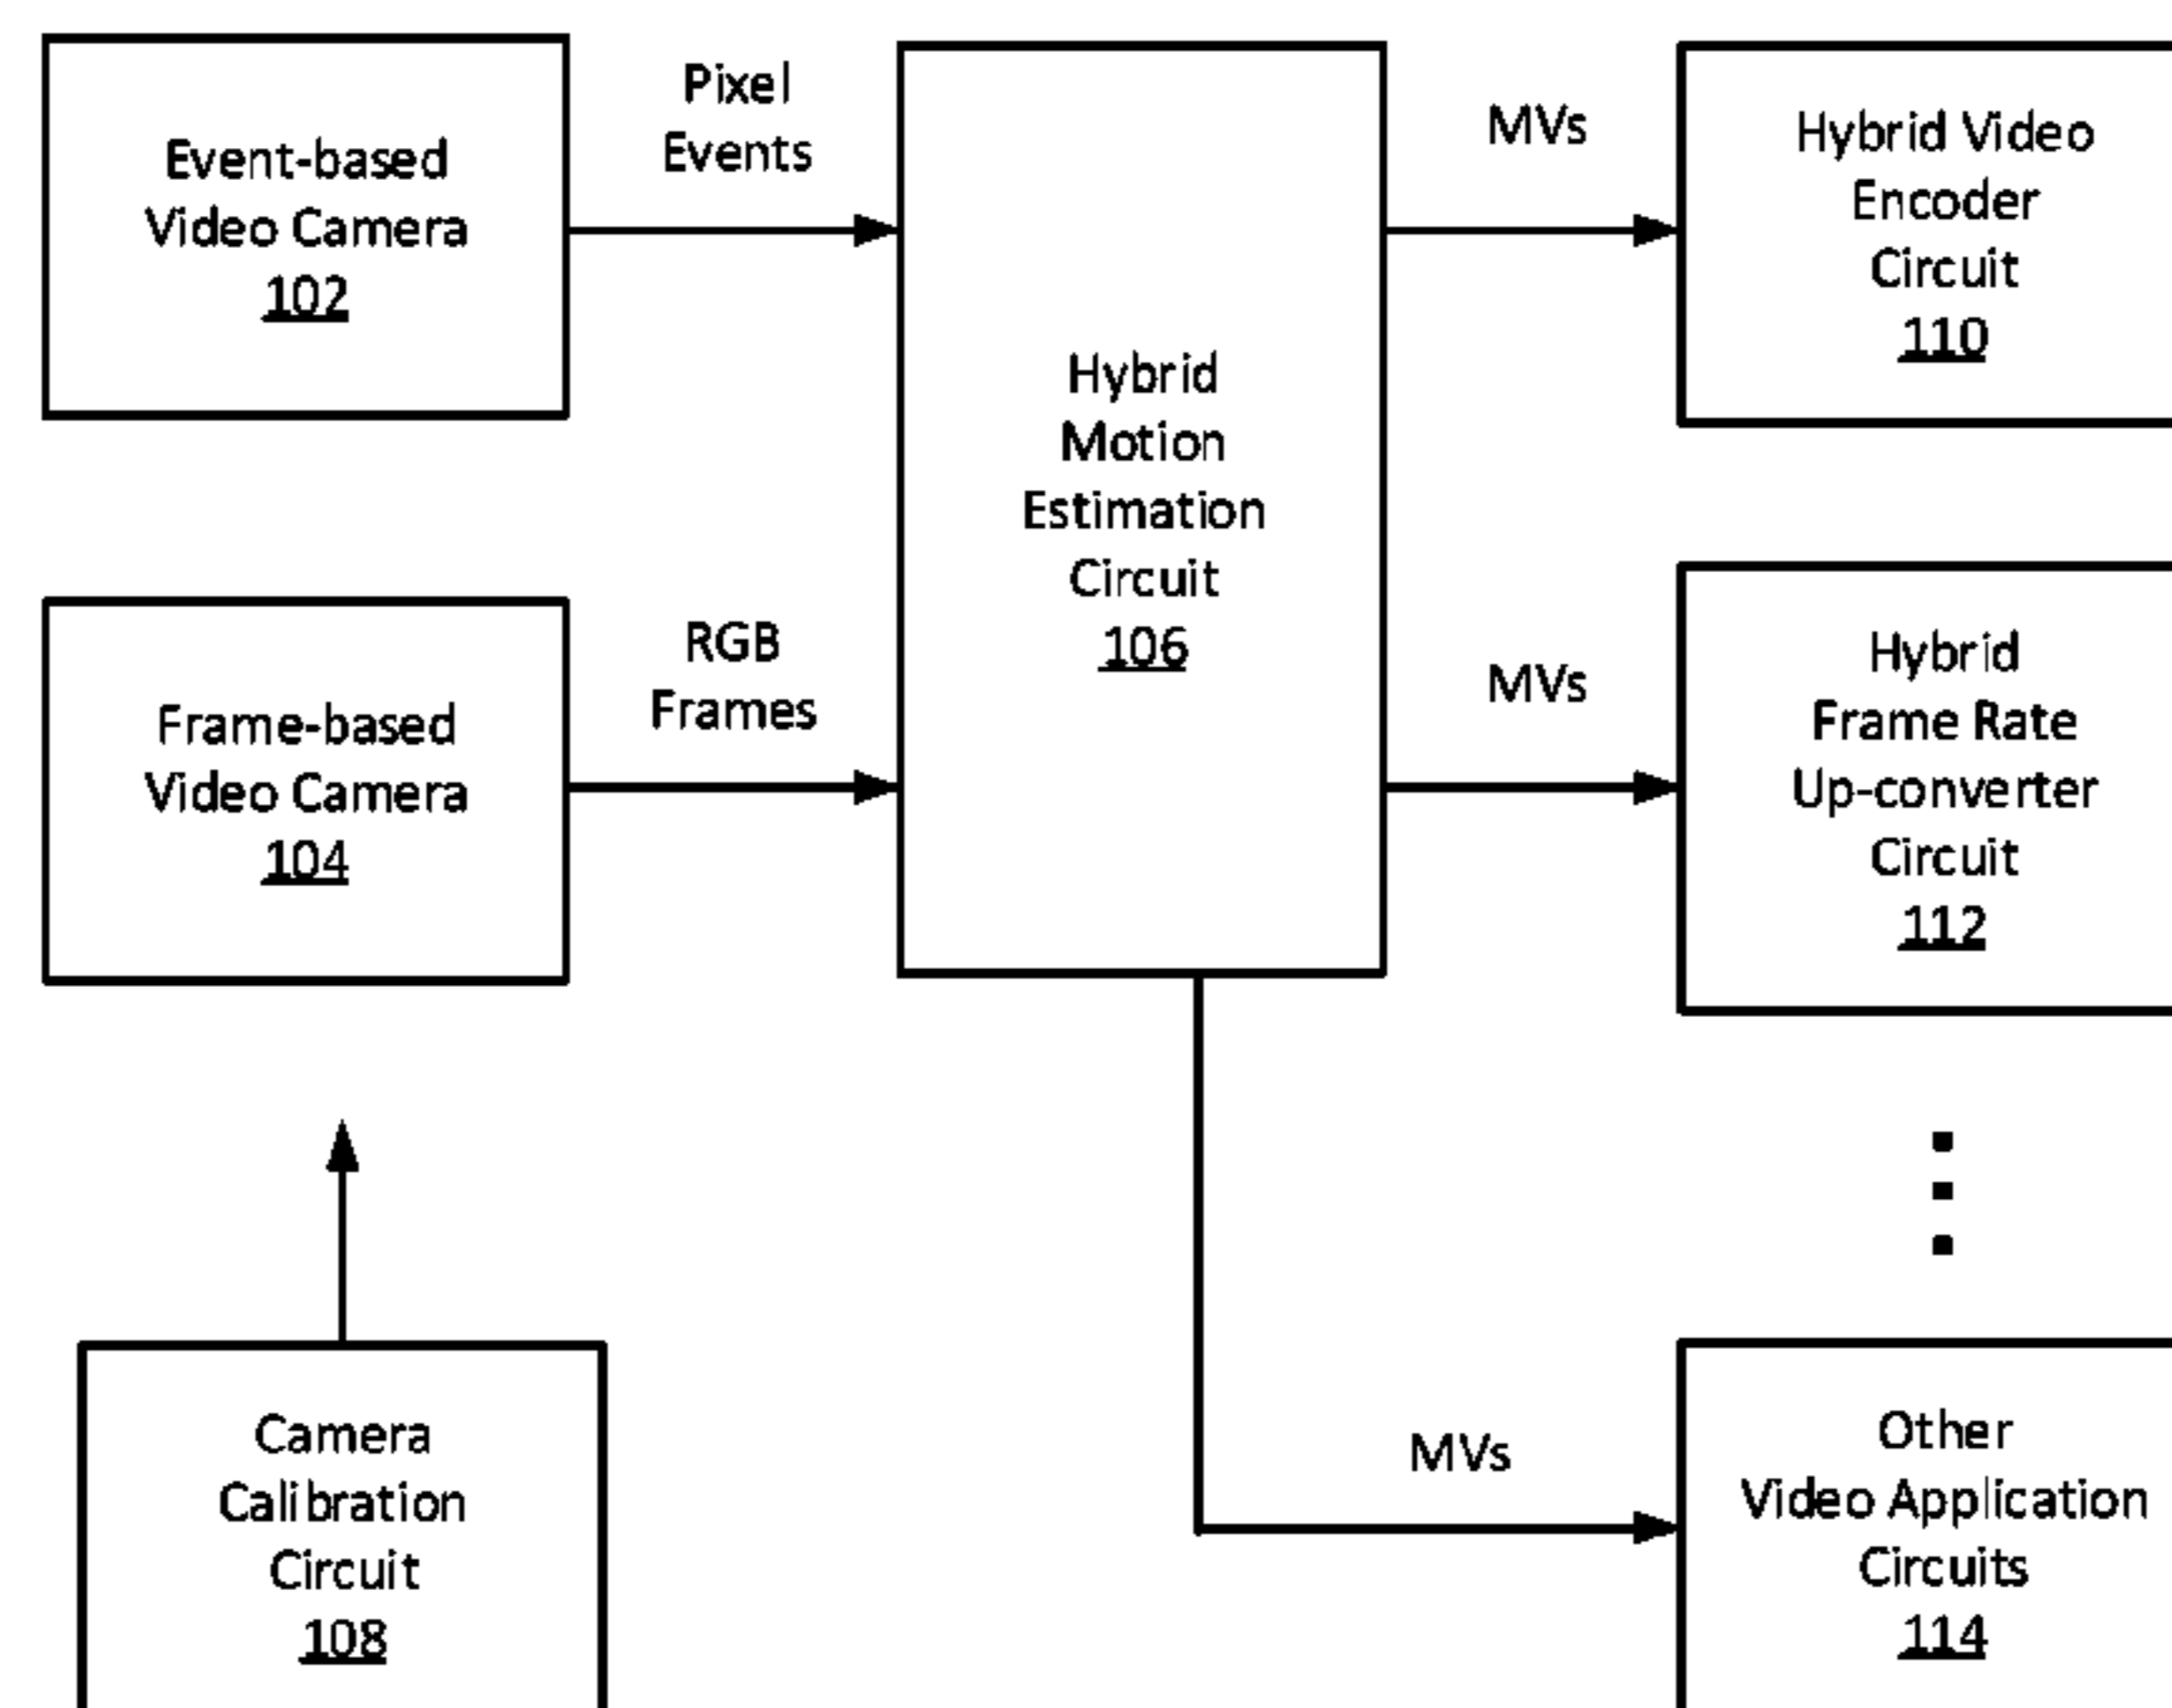 Event-based
Video Camera
102
Pixel
Events
Hybrid
Motion
Estimation
Circuit
106
MVs
Hybrid Video
Encoder
Circuit
110
Frame-based
Video Camera
104
RGB
Frames
MVs
Hybrid
Frame Rate
Up-converter
Circuit
112
Camera
Calibration
Circuit
108
MVs
Other
Video Application
Circuits
114